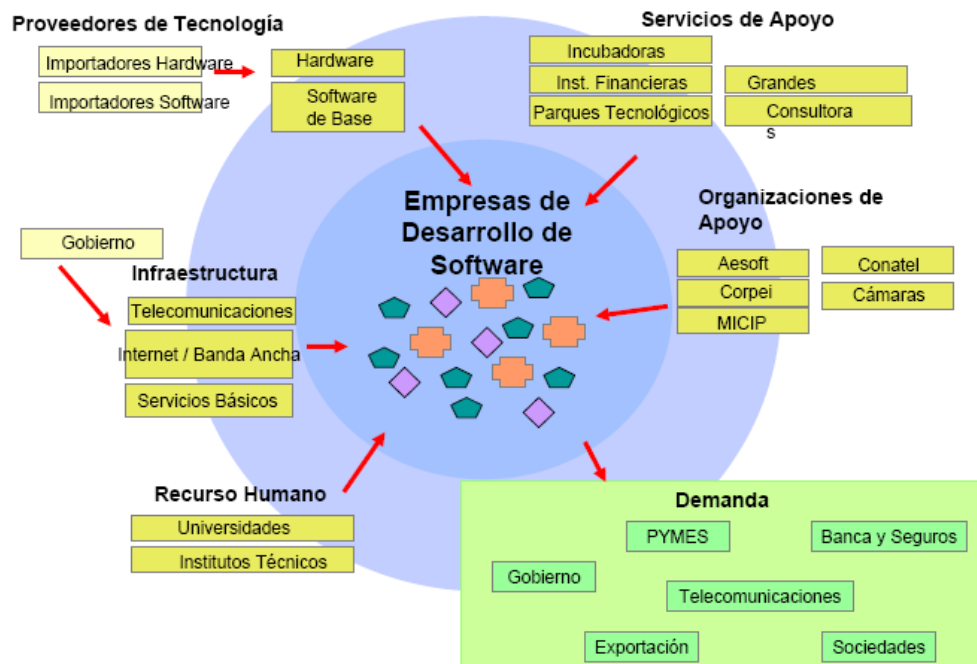 Proveedores de Tecnología
Importadores Hardware
Importadores Software
Hardware
Software
de Base
Servicios de Apoyo
Incubadoras
Inst. Financieras
Parques Tecnológicos
Grandes
Consultora
s
Empresas de
Desarrollo de
Software
Organizaciones de
Apoyo
Aesoft
Corpei
MICIP
Conatel
Cámaras
Gobierno
Infraestructura
Telecomunicaciones
Internet / Banda Ancha
Servicios Básicos
Recurso Humano
Universidades
Institutos Técnicos
Demanda
PYMES
Banca y Seguros
Gobierno
Telecomunicaciones
Exportación
Sociedades